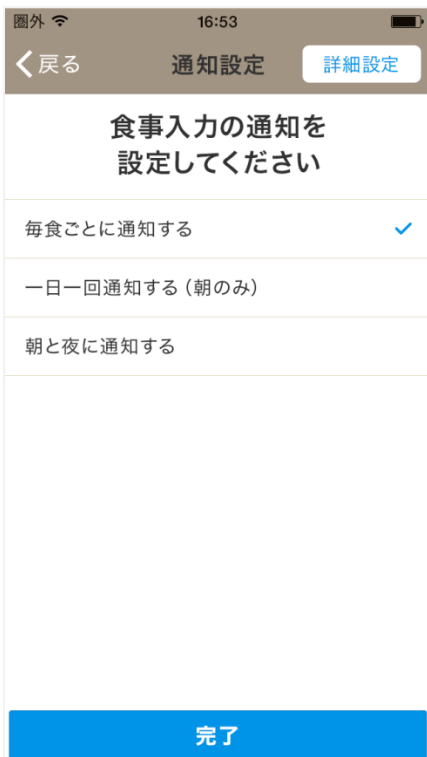 圏外 16:53
戻る 通知設定 詳細設定
食事入力の通知を
設定してください
毎食ごとに通知する
一日一回通知する（朝のみ）
朝と夜に通知する
完了